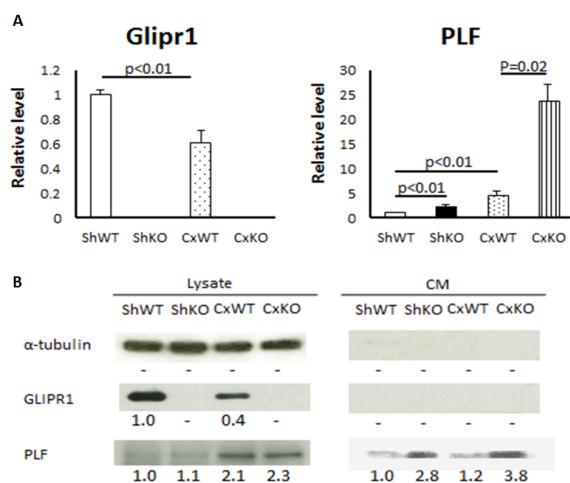 A
Glipr1
PLF
Relative level
1.2
1
0.8
0.6
0.4
0.2
0
p<0.01
ShWT ShKO CxWT CxKO
Relative level
30
25
20
15
10
5
0
P=0.02
p<0.01
p<0.01
ShWT ShKO CxWT CxKO
B
Lysate
CM
ShWT ShKO CxWT CxKO
ShWT ShKO CxWT CxKO
α-tubulin
- - - -
- - - -
GLIPR1
1.0 - 0.4 -
- - - -
PLF
1.0 1.1 2.1 2.3
1.0 2.8 1.2 3.8